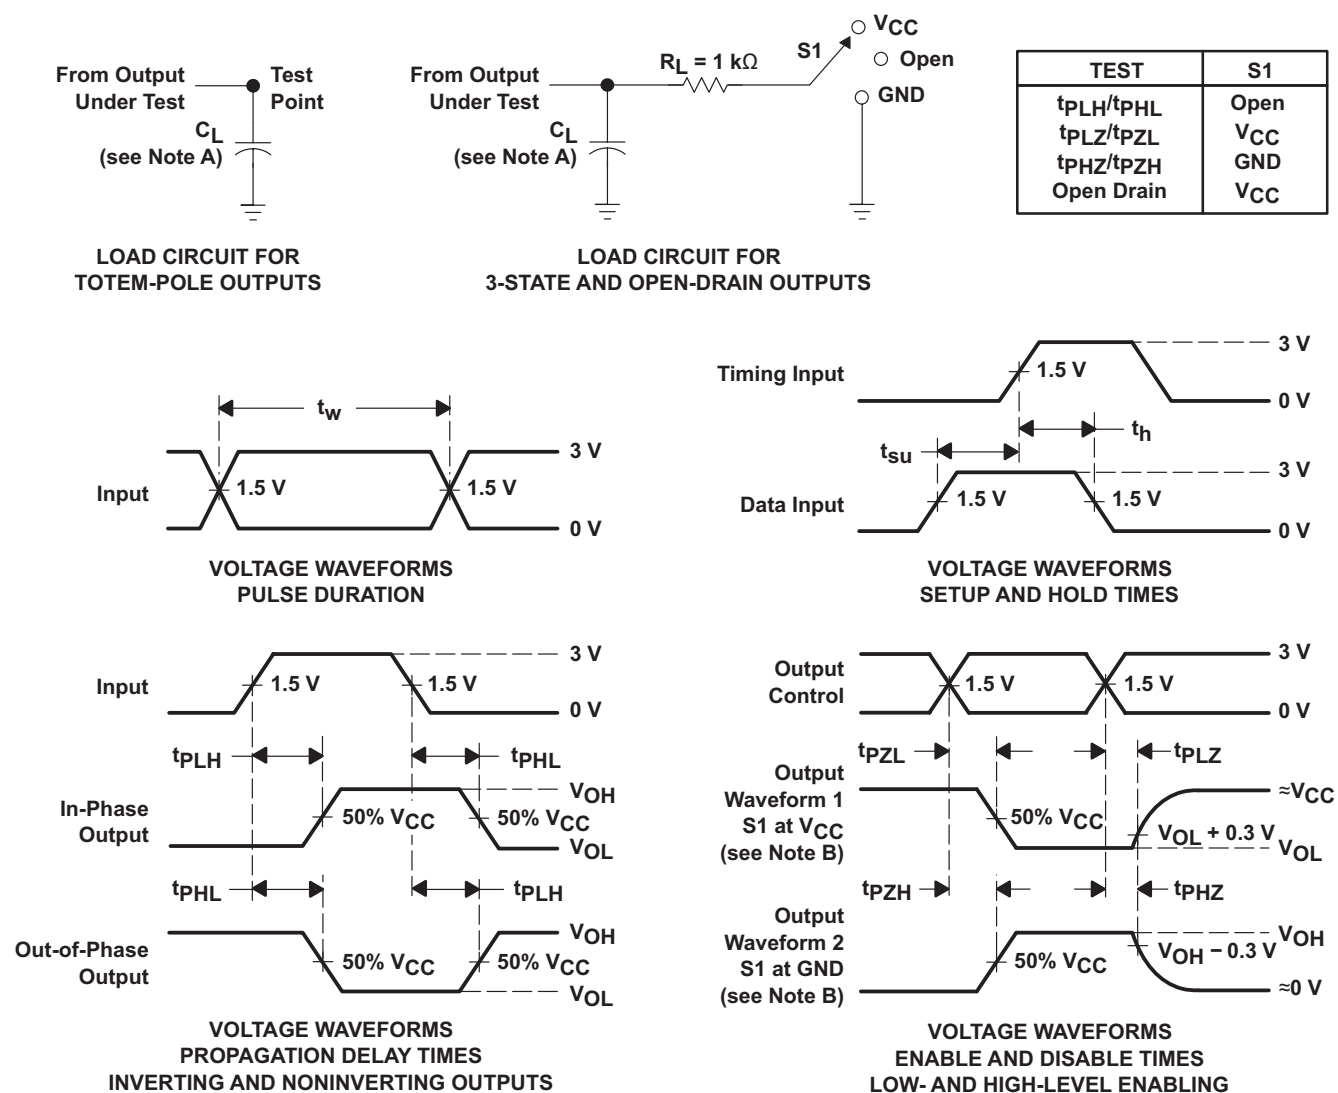 From Output
Under Test
Test
Point
CL
(see Note A)
LOAD CIRCUIT FOR
TOTEM-POLE OUTPUTS
From Output
Under Test
RL = 1 kΩ
S1
VCC
Open
GND
CL
(see Note A)
LOAD CIRCUIT FOR
3-STATE AND OPEN-DRAIN OUTPUTS
TEST S1
tPLH/tPHL Open
tPLZ/tPZL VCC
tPHZ/tPZH GND
Open Drain VCC
tw
3 V
Input
1.5 V
1.5 V
0 V
VOLTAGE WAVEFORMS
PULSE DURATION
3 V
Timing Input
1.5 V
0 V
th
tsu
3 V
Data Input
1.5 V
1.5 V
0 V
VOLTAGE WAVEFORMS
SETUP AND HOLD TIMES
3 V
Input
1.5 V
1.5 V
0 V
tPLH
tPHL
VOH
In-Phase
Output
50% VCC
50% VCC
VOL
tPHL
tPLH
VOH
Out-of-Phase
Output
50% VCC
50% VCC
VOL
VOLTAGE WAVEFORMS
PROPAGATION DELAY TIMES
INVERTING AND NONINVERTING OUTPUTS
3 V
Output
Control
1.5 V
1.5 V
0 V
tPZL
tPLZ
Output
Waveform 1
S1 at VCC
(see Note B)
≈VCC
50% VCC
VOL + 0.3 V
VOL
tPZH
tPHZ
Output
Waveform 2
S1 at GND
(see Note B)
VOH
VOH − 0.3 V
50% VCC
≈0 V
VOLTAGE WAVEFORMS
ENABLE AND DISABLE TIMES
LOW- AND HIGH-LEVEL ENABLING